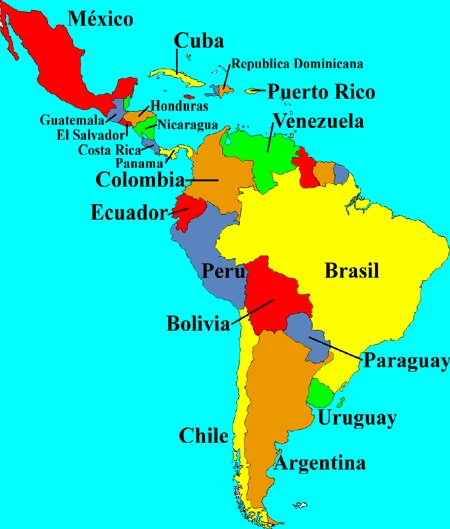 México
Cuba
Republica Dominicana
Puerto Rico
Honduras
Guatemala
Venezuela
Nicaragua
El Salvador
Costa Rica
Panama
Colombia
Ecuador
Perú
Brasil
Bolivia
Paraguay
Uruguay
Chile
Argentina